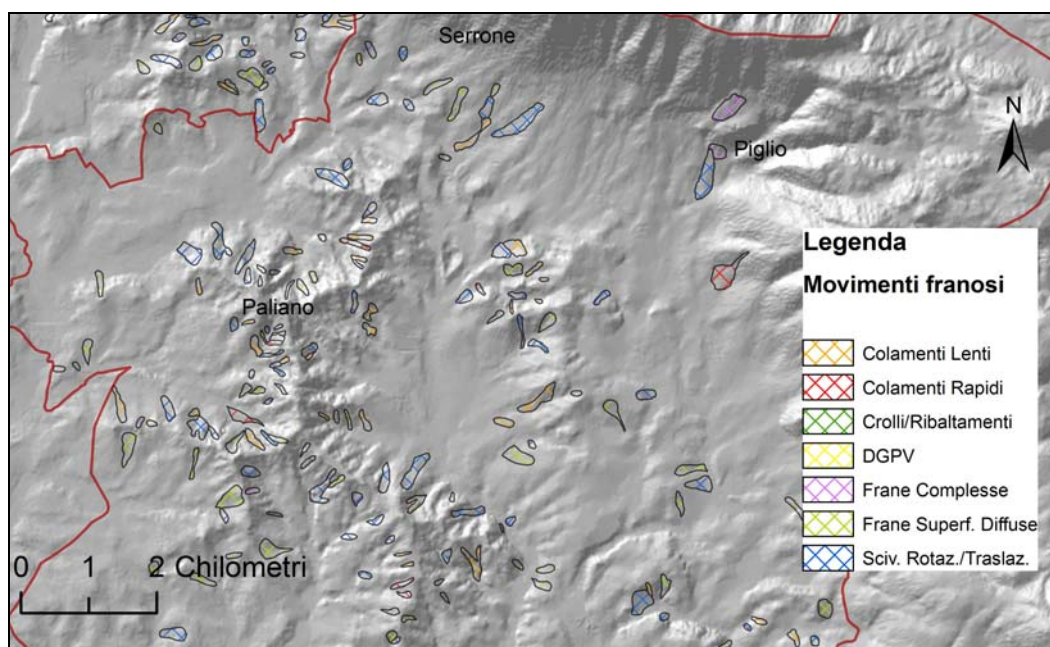 Serrone
N
Piglio
Paliano
Legenda
Movimenti franosi
Colamenti Lenti
Colamenti Rapidi
Crolli/Ribaltamenti
DGPV
Frane Complesse
Frane Superf. Diffuse
Sciv. Rotaz./Traslaz.
0 1 2 Chilometri